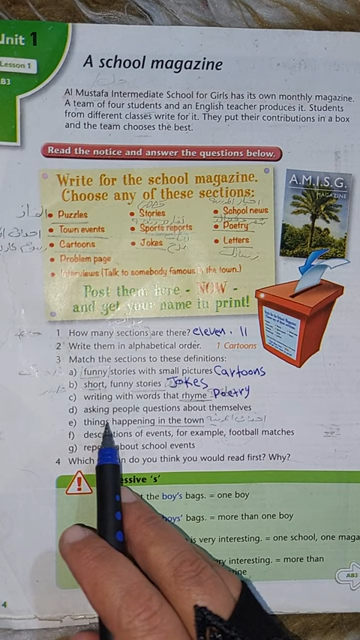 Unit 1
Lesson 1
AB1
A school magazine
Al Mustafa Intermediate School for Girls has its own monthly magazine.
A team of four students and an English teacher produces it. Students
from different classes write for it. They put their contributions in a box
and the team chooses the best.
Read the notice and answer the questions below.
Write for the school magazine.
Choose any of these sections:
• Puzzles • Stories • School news
• Town events • Sports reports • Poetry
• Cartoons • Jokes • Letters
• Problem page
• Interviews (Talk to somebody famous in the town.)
Post them here - NOW -
and get your name in print!
A.M.I.S.G.
MAGAZINE
1 How many sections are there? eleven. 11
2 Write them in alphabetical order. 1 Cartoons
3 Match the sections to these definitions:
a) funny stories with small pictures Cartoons
b) short, funny stories Jokes
c) writing with words that rhyme poetry
d) asking people questions about themselves
e) things happening in the town
f) descriptions of events, for example, football matches
g) about school events
4 Which do you think you would read first? Why?
's'
the boy's bags. = one boy
boys' bags. = more than one boy
is very interesting. = one school, one
very interesting. = more than
AB3
4